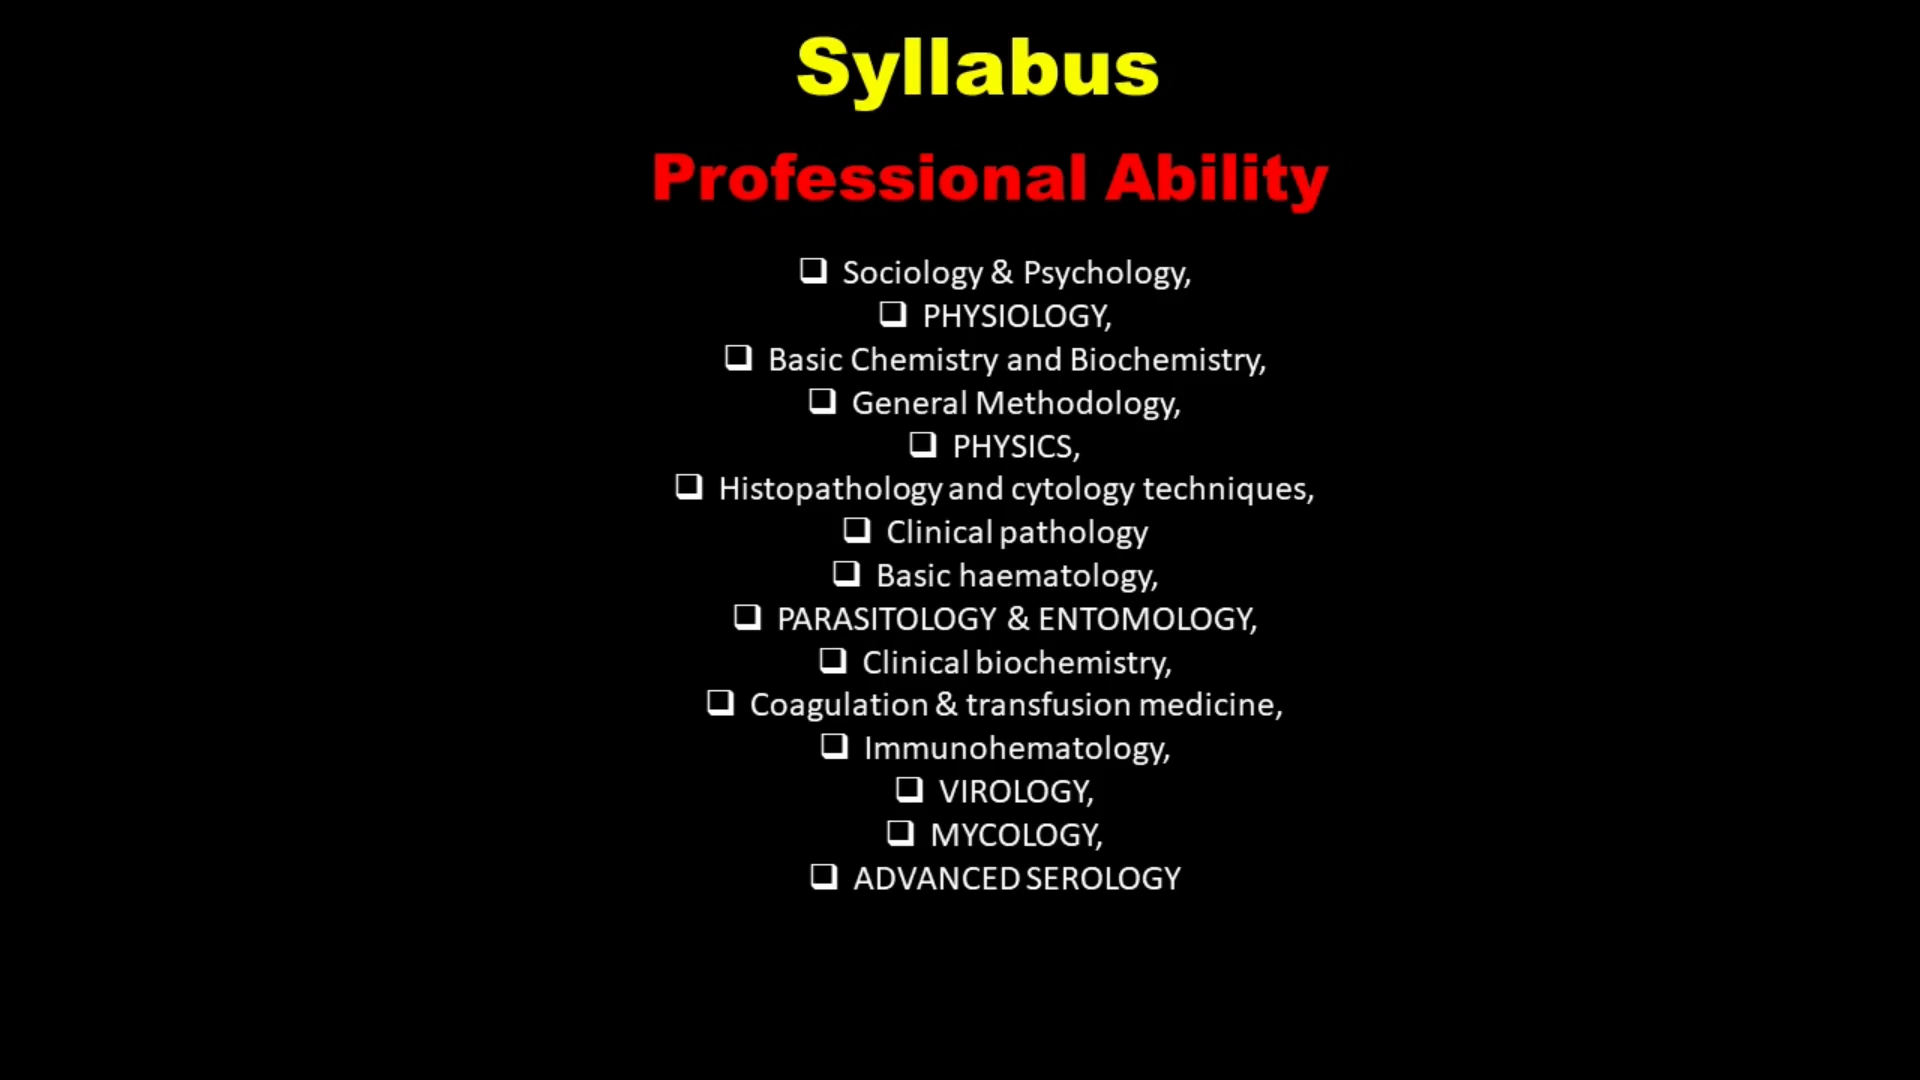 Syllabus
Professional Ability
❑ Sociology & Psychology,
❑ PHYSIOLOGY,
❑ Basic Chemistry and Biochemistry,
❑ General Methodology,
❑ PHYSICS,
❑ Histopathology and cytology techniques,
❑ Clinical pathology
❑ Basic haematology,
❑ PARASITOLOGY & ENTOMOLOGY,
❑ Clinical biochemistry,
❑ Coagulation & transfusion medicine,
❑ Immunohematology,
❑ VIROLOGY,
❑ MYCOLOGY,
❑ ADVANCED SEROLOGY